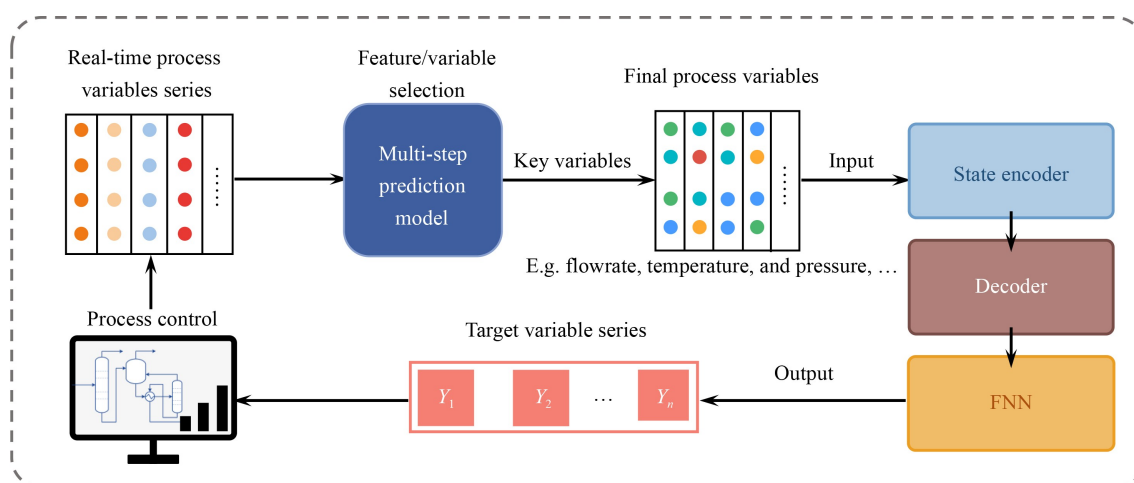 Real-time process
variables series
……
Feature/variable
selection
Multi-step
prediction
model
Key variables
Final process variables
……
E.g. flowrate, temperature, and pressure, …
Input
State encoder
Decoder
FNN
Output
Target variable series
Y1
Y2
…
Yn
Process control